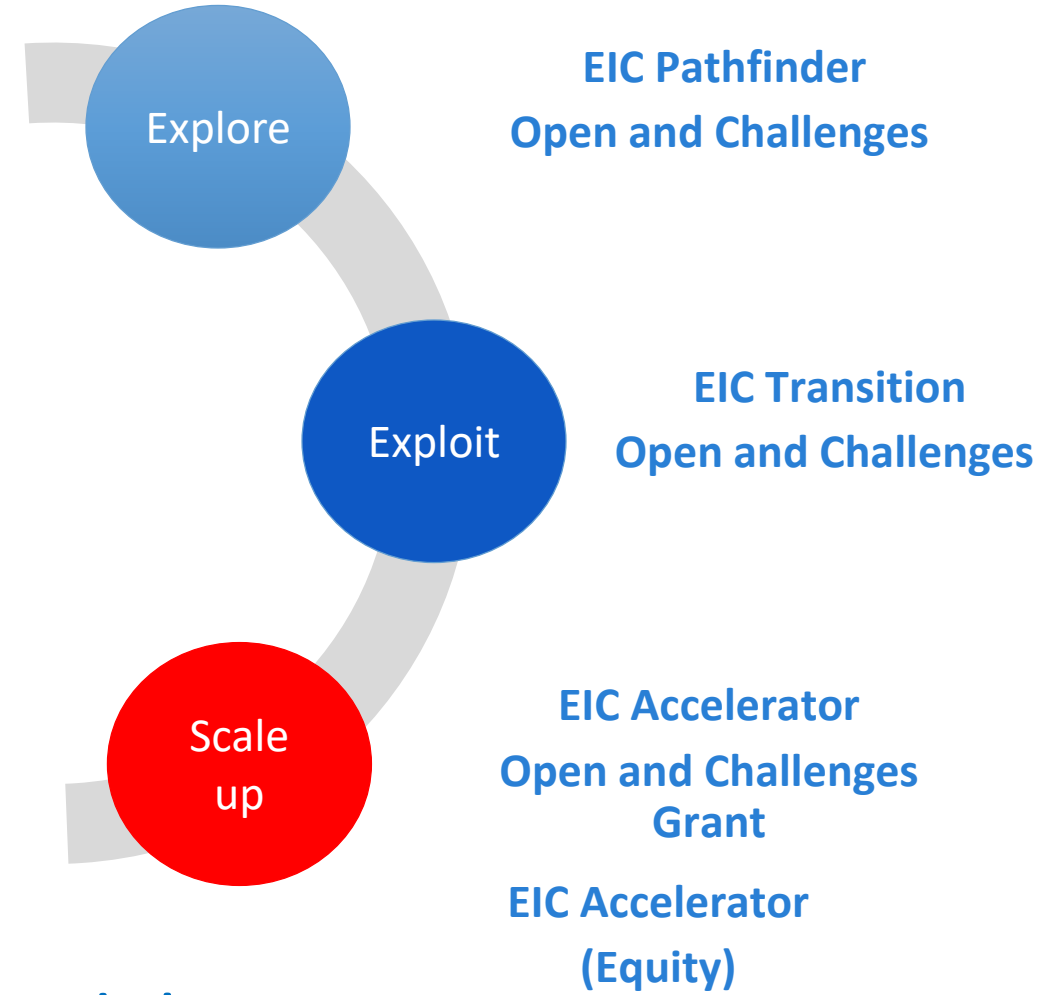 Explore
EIC Pathfinder
Open and Challenges
Exploit
EIC Transition
Open and Challenges
Scale
up
EIC Accelerator
Open and Challenges
Grant
EIC Accelerator
(Equity)